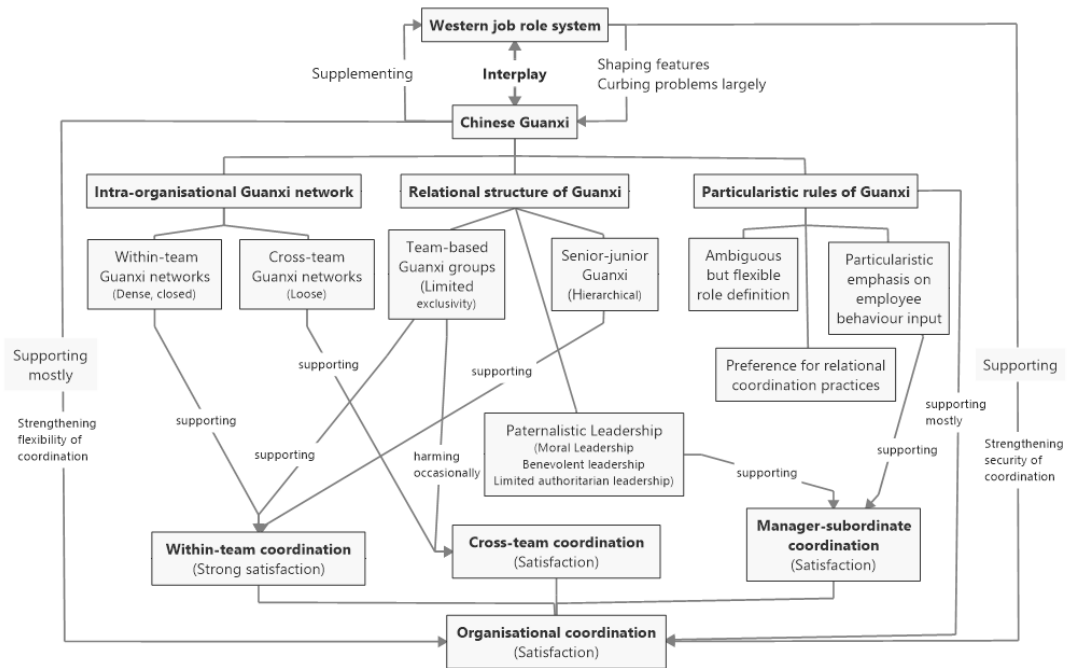 Western job role system
Supplementing
Interplay
Shaping features
Curbing problems largely
Chinese Guanxi
Intra-organisational Guanxi network
Relational structure of Guanxi
Particularistic rules of Guanxi
Within-team
Guanxi networks
(Dense, closed)
Cross-team
Guanxi networks
(Loose)
Team-based
Guanxi groups
(Limited
exclusivity)
Senior-junior
Guanxi
(Hierarchical)
Ambiguous
but flexible
role definition
Particularistic
emphasis on
employee
behaviour input
Preference for relational
coordination practices
Supporting
mostly
Strengthening
flexibility of
coordination
supporting
supporting
supporting
supporting
harming
occasionally
Paternalistic Leadership
(Moral Leadership
Benevolent leadership
Limited authoritarian leadership)
supporting
supporting
supporting
mostly
Supporting
Strengthening
security of
coordination
Within-team coordination
(Strong satisfaction)
Cross-team coordination
(Satisfaction)
Manager-subordinate
coordination
(Satisfaction)
Organisational coordination
(Satisfaction)